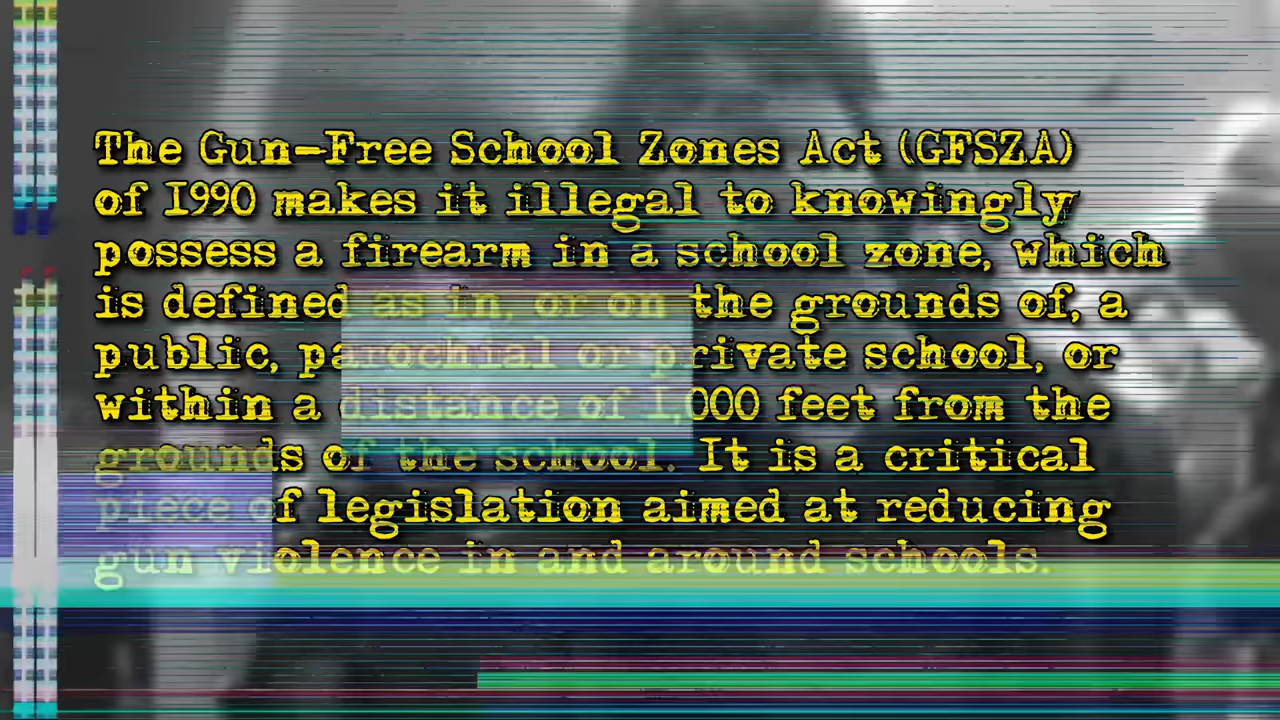 The Gun-Free School Zones Act (GFSZA)
of 1990 makes it illegal to knowingly
possess a firearm in a school zone, which
is defined as in, or on the grounds of, a
public, parochial or private school, or
within a distance of 1,000 feet from the
grounds of the school. It is a critical
piece of legislation aimed at reducing
gun violence in and around schools.